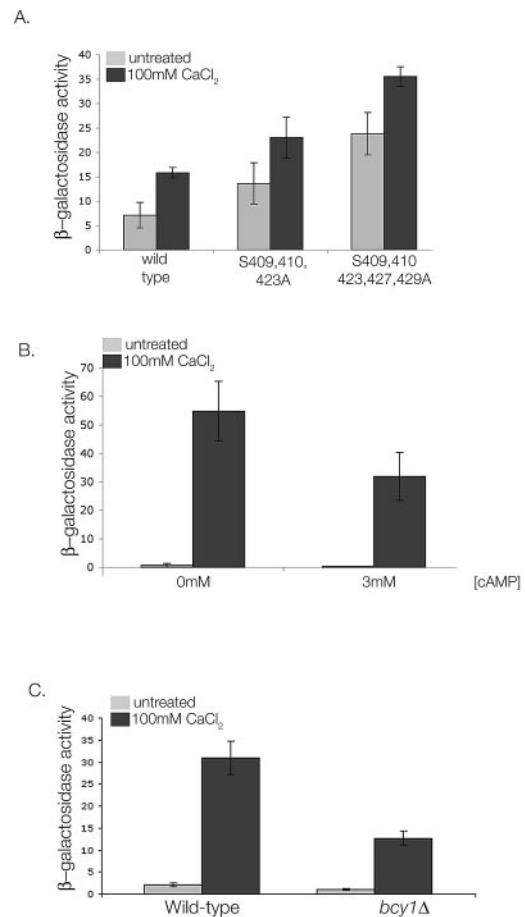 A.
untreated
100mM CaCl₂
β–galactosidase activity
40
35
30
25
20
15
10
5
0
wild
type
S409,410,
423A
S409,410
423,427,429A
B.
untreated
100mM CaCl₂
β–galactosidase activity
70
60
50
40
30
20
10
0
0mM
3mM
[cAMP]
C.
untreated
100mM CaCl₂
β–galactosidase activity
40
35
30
25
20
15
10
5
0
Wild-type
bcy1Δ